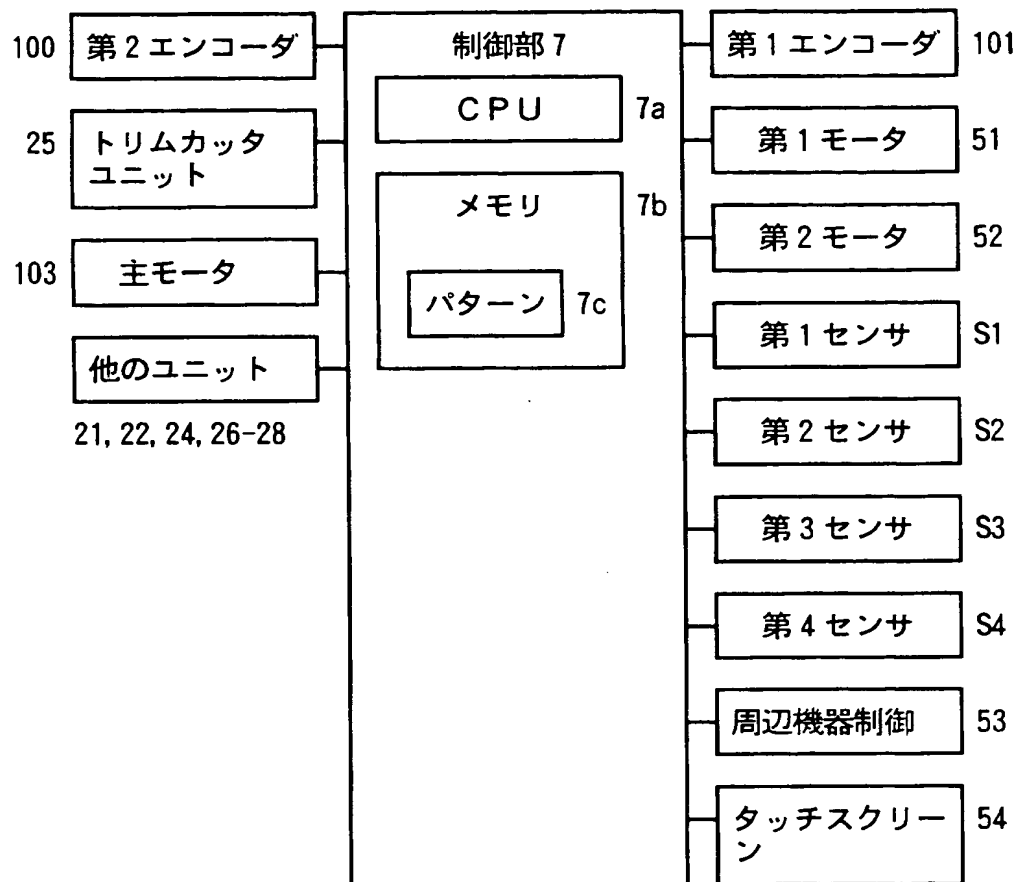 100
第2エンコーダ
25
トリムカッタ
ユニット
103
主モータ
他のユニット
21, 22, 24, 26-28
制御部7
CPU
7a
メモリ
7b
パターン
7c
第1エンコーダ
101
第1モータ
51
第2モータ
52
第1センサ
S1
第2センサ
S2
第3センサ
S3
第4センサ
S4
周辺機器制御
53
タッチスクリー
ン
54